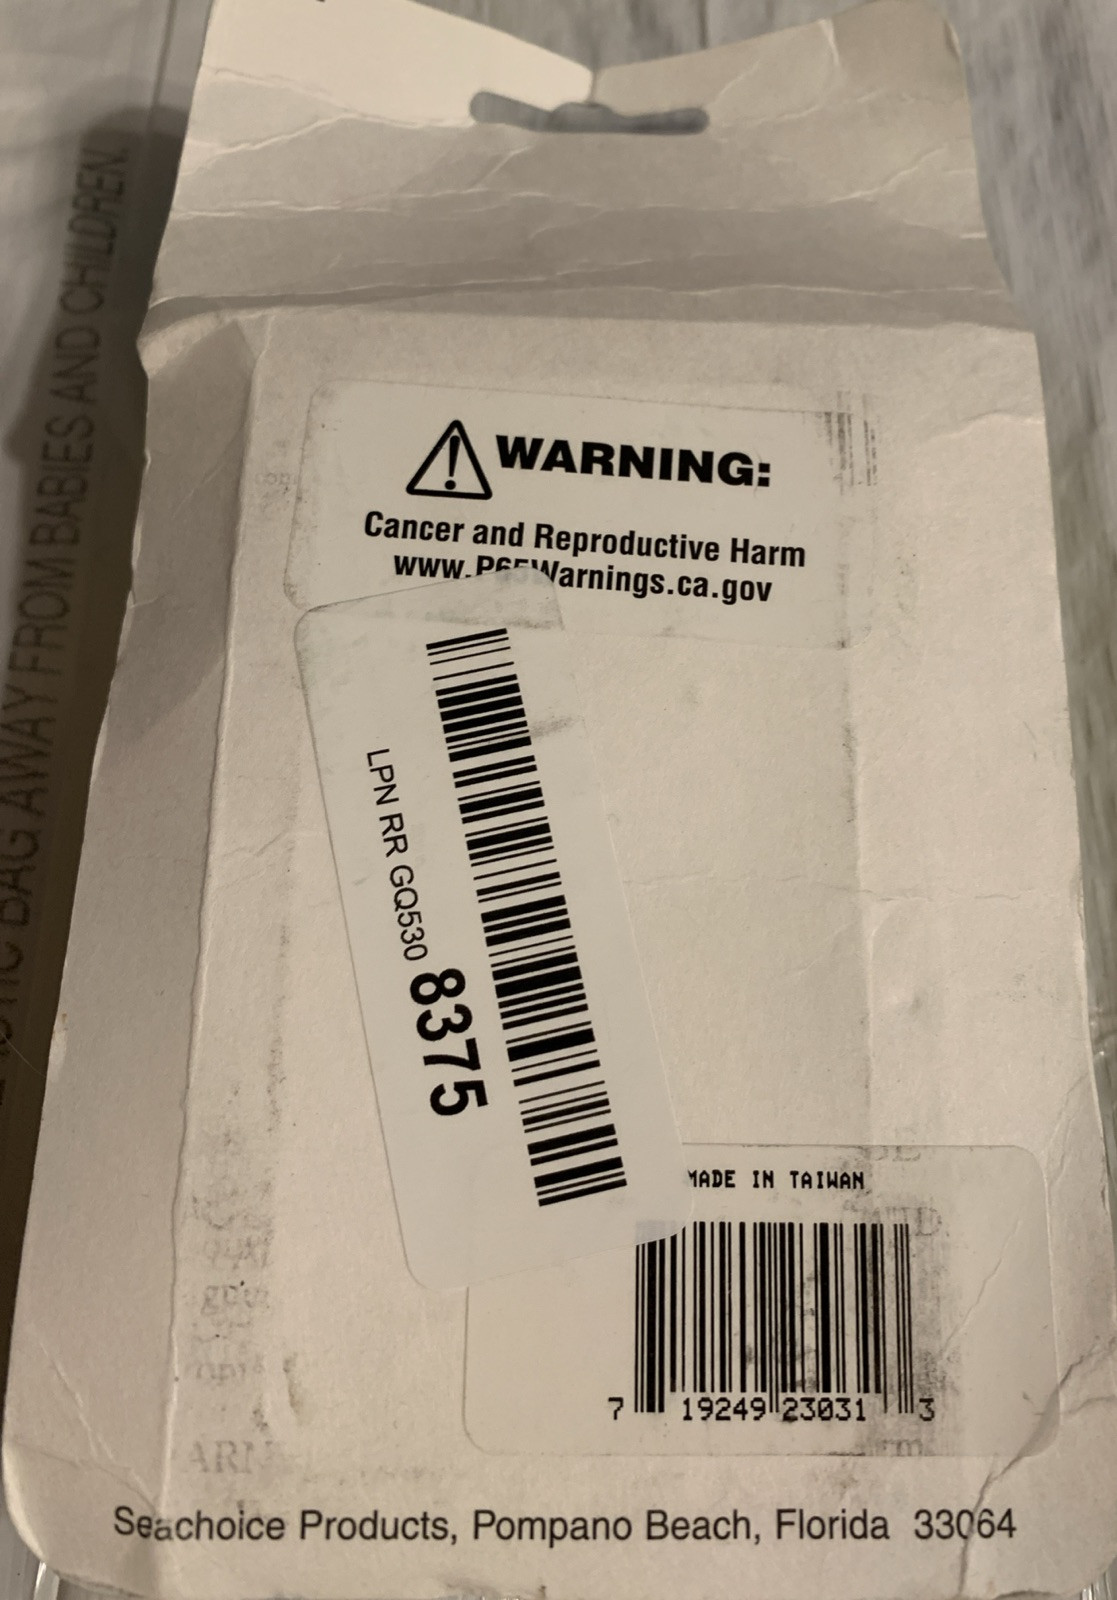 WARNING:
Cancer and Reproductive Harm
www.P65Warnings.ca.gov
LPN RR GQ530
8375
MADE IN TAIWAN
7 19249 23031 3
Seachoice Products, Pompano Beach, Florida 33064
BAG AWAY FROM BABIES AND CHILDREN.